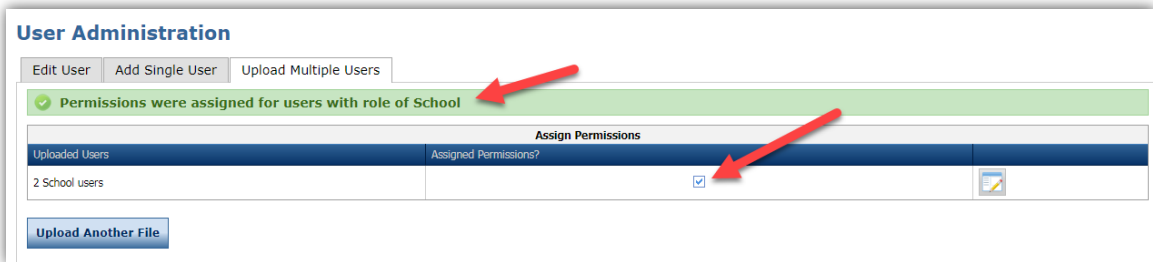 User Administration
Edit User Add Single User Upload Multiple Users
Permissions were assigned for users with role of School
Assign Permissions
Uploaded Users Assigned Permissions?
2 School users
Upload Another File